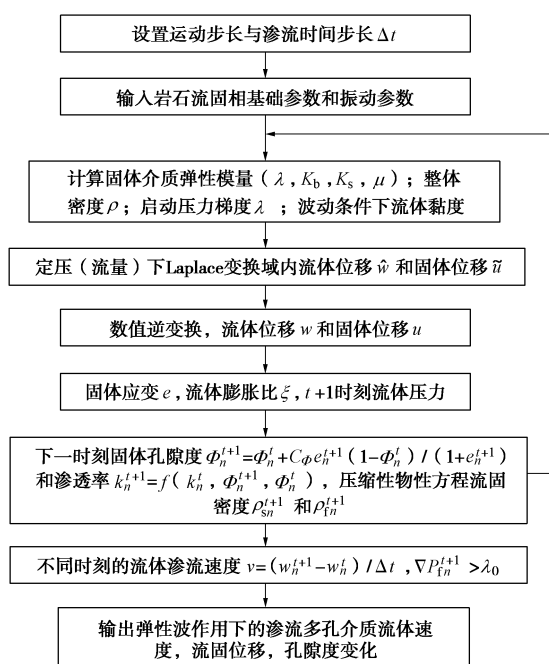 设置运动步长与渗流时间步长Δt
输入岩石流固相基础参数和振动参数
计算固体介质弹性模量(λ,K_b,K_s,μ);整体
密度ρ;启动压力梯度λ ;波动条件下流体黏度
定压(流量)下Laplace变换域内流体位移ŵ 和固体位移ũ
数值逆变换,流体位移w和固体位移u
固体应变e,流体膨胀比ξ,t+1时刻流体压力
下一时刻固体孔隙度Φ_n^{t+1}=Φ_n^t+C_Φe_n^{t+1}(1-Φ_n^t)/(1+e_n^{t+1})
和渗透率k_n^{t+1}=f(k_n^t,Φ_n^{t+1},Φ_n^t),压缩性物性方程流固
密度ρ_{sn}^{t+1} 和ρ_{fn}^{t+1}
不同时刻的流体渗流速度v=(w_n^{t+1}-w_n^t)/Δt ,∇P_{fn}^{t+1} >λ_0
输出弹性波作用下的渗流多孔介质流体速
度,流固位移,孔隙度变化